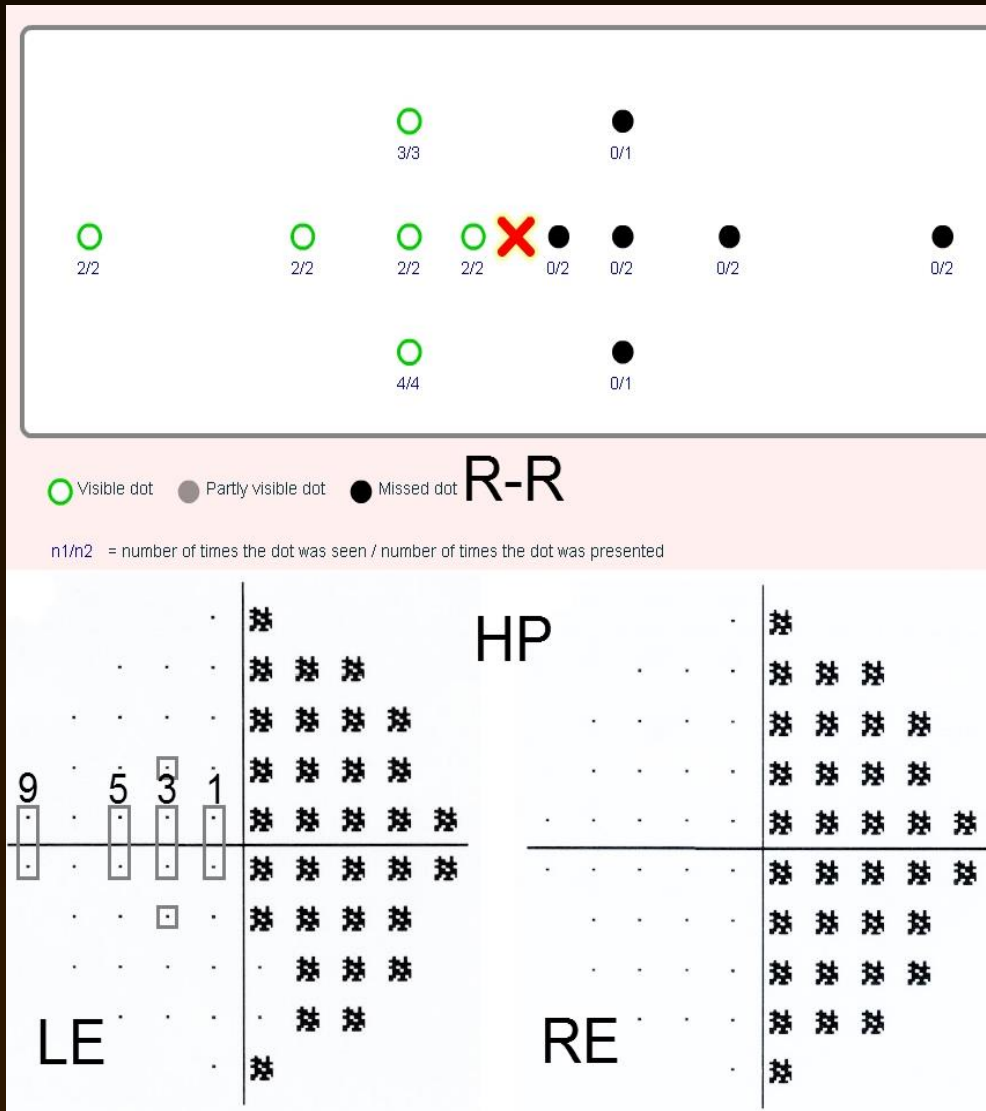 3/3 0/1
2/2 2/2 2/2 2/2 0/2 0/2 0/2 0/2
4/4 0/1
Visible dot Partly visible dot Missed dot R-R
n1/n2 = number of times the dot was seen / number of times the dot was presented
HP
9 5 3 1
LE RE